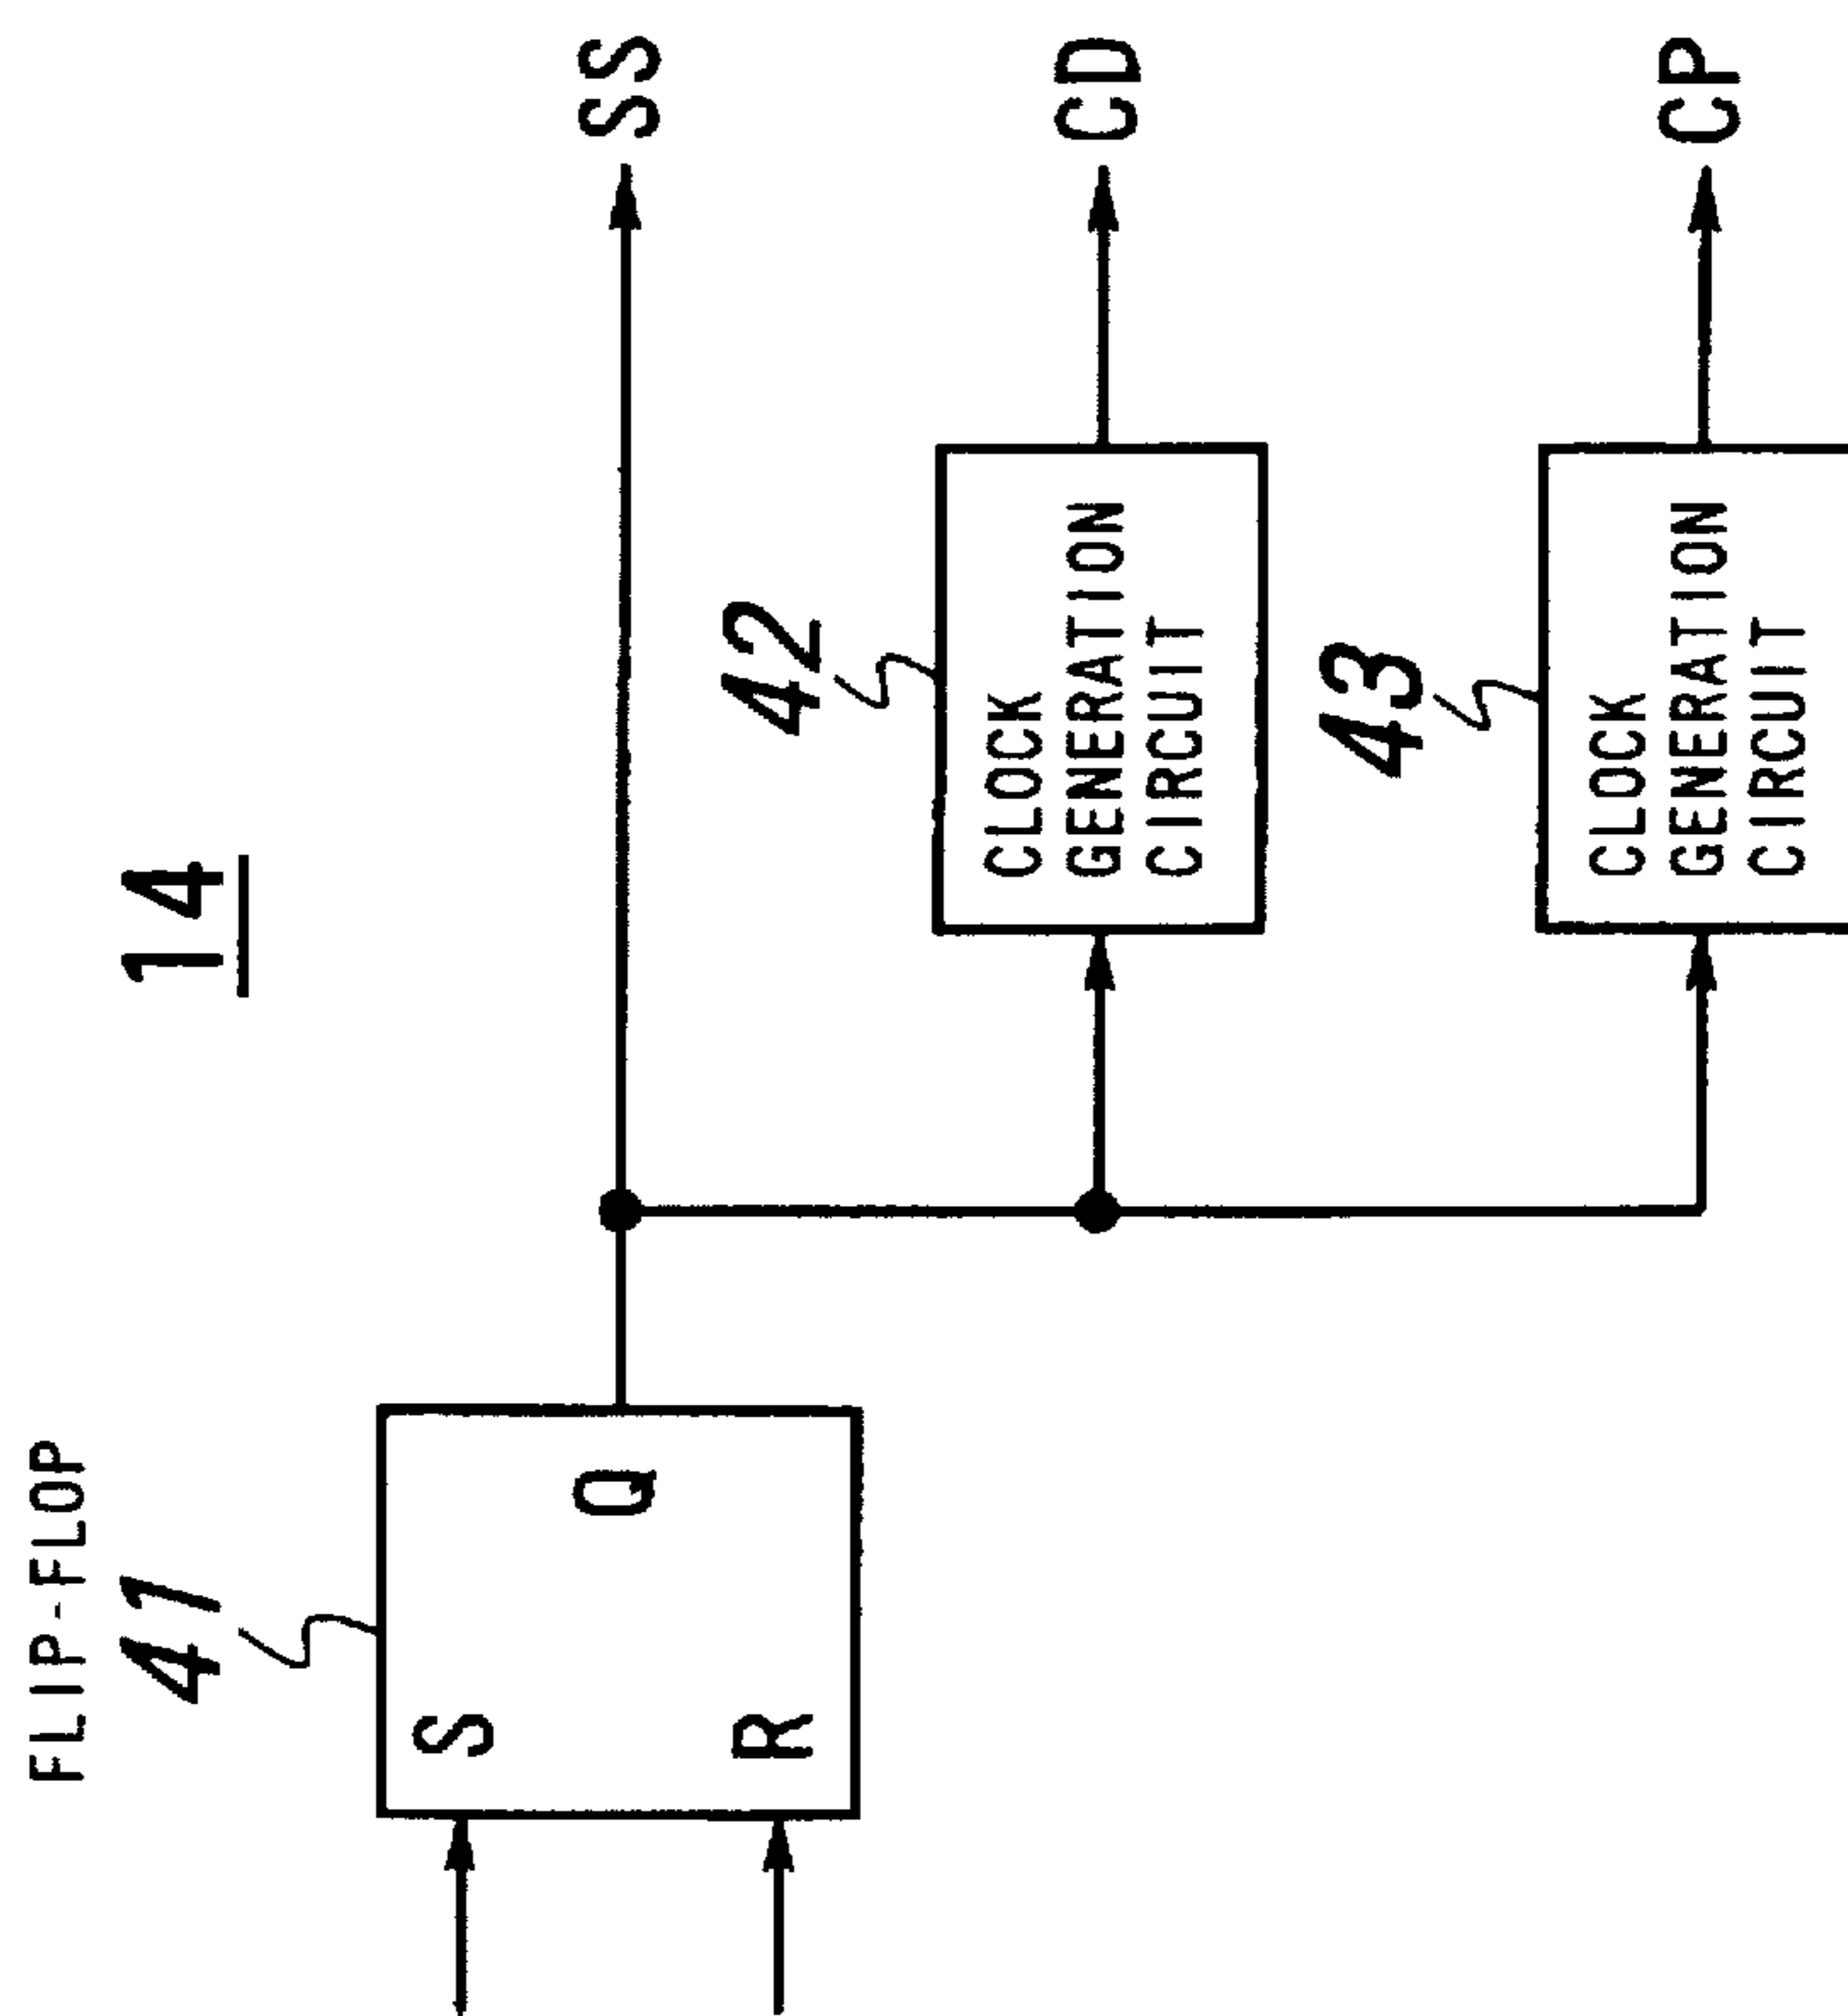 FLIP-FLOP
41
14
S
Q
R
SS
42
CLOCK
GENERATION
CIRCUIT
CD
43
CLOCK
GENERATION
CIRCUIT
CP